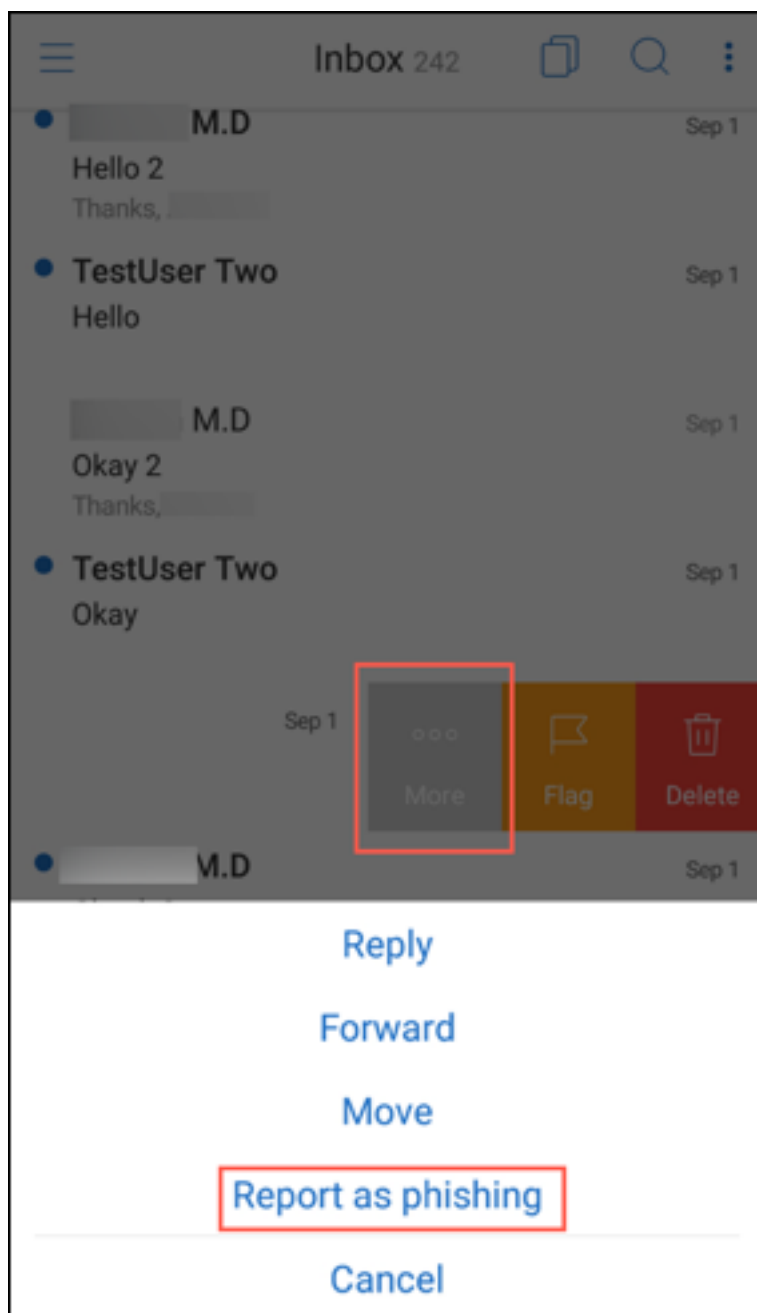 Inbox 242
M.D
Sep 1
Hello 2
Thanks,
TestUser Two
Sep 1
Hello
M.D
Sep 1
Okay 2
Thanks,
TestUser Two
Sep 1
Okay
Sep 1
More
Flag
Delete
M.D
Sep 1
Reply
Forward
Move
Report as phishing
Cancel